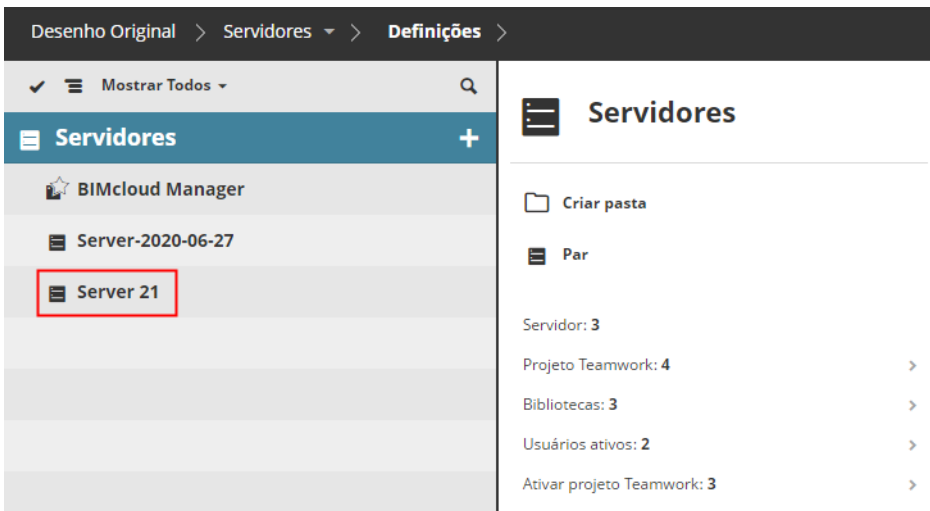 Desenho Original > Servidores > Definições >
Mostrar Todos
Servidores +
BIMcloud Manager
Server-2020-06-27
Server 21
Servidores
Criar pasta
Par
Servidor: 3
Projeto Teamwork: 4
Bibliotecas: 3
Usuários ativos: 2
Ativar projeto Teamwork: 3